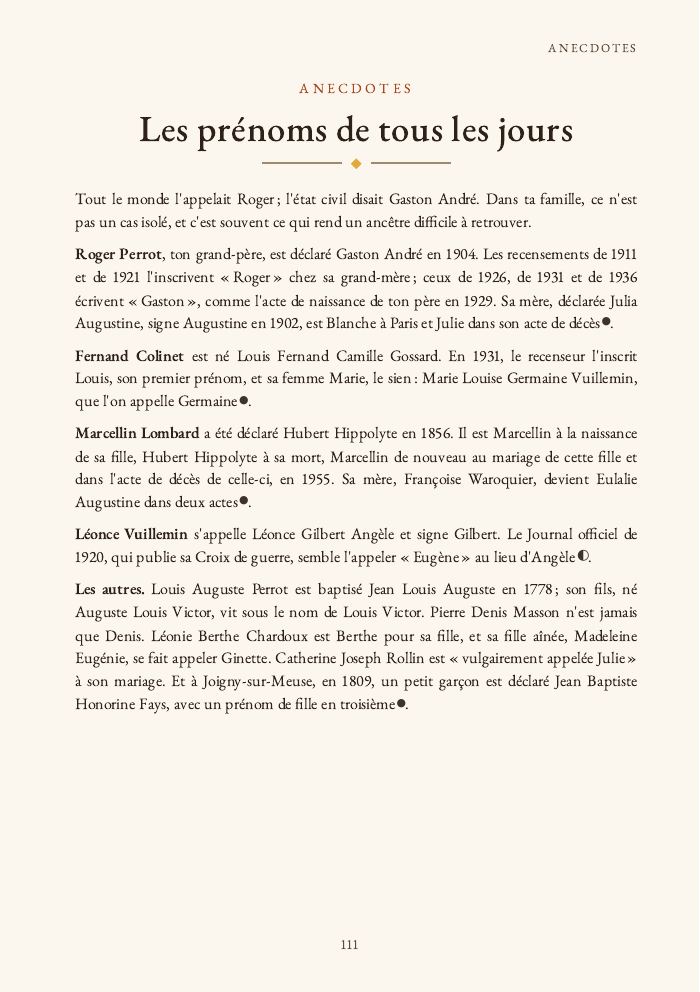 ANECDOTES
ANECDOTES
Les prénoms de tous les jours
Tout le monde l'appelait Roger ; l'état civil disait Gaston André. Dans ta famille, ce n'est
pas un cas isolé, et c'est souvent ce qui rend un ancêtre difficile à retrouver.
Roger Perrot, ton grand-père, est déclaré Gaston André en 1904. Les recensements de 1911
et de 1921 l'inscrivent « Roger » chez sa grand-mère ; ceux de 1926, de 1931 et de 1936
écrivent « Gaston », comme l'acte de naissance de ton père en 1929. Sa mère, déclarée Julia
Augustine, signe Augustine en 1902, est Blanche à Paris et Julie dans son acte de décès●.
Fernand Colinet est né Louis Fernand Camille Gossard. En 1931, le recenseur l'inscrit
Louis, son premier prénom, et sa femme Marie, le sien : Marie Louise Germaine Vuillemin,
que l'on appelle Germaine●.
Marcellin Lombard a été déclaré Hubert Hippolyte en 1856. Il est Marcellin à la naissance
de sa fille, Hubert Hippolyte à sa mort, Marcellin de nouveau au mariage de cette fille et
dans l'acte de décès de celle-ci, en 1955. Sa mère, Françoise Waroquier, devient Eulalie
Augustine dans deux actes●.
Léonce Vuillemin s'appelle Léonce Gilbert Angèle et signe Gilbert. Le Journal officiel de
1920, qui publie sa Croix de guerre, semble l'appeler « Eugène » au lieu d'Angèle◐.
Les autres. Louis Auguste Perrot est baptisé Jean Louis Auguste en 1778 ; son fils, né
Auguste Louis Victor, vit sous le nom de Louis Victor. Pierre Denis Masson n'est jamais
que Denis. Léonie Berthe Chardoux est Berthe pour sa fille, et sa fille aînée, Madeleine
Eugénie, se fait appeler Ginette. Catherine Joseph Rollin est « vulgairement appelée Julie »
à son mariage. Et à Joigny-sur-Meuse, en 1809, un petit garçon est déclaré Jean Baptiste
Honorine Fays, avec un prénom de fille en troisième●.
111